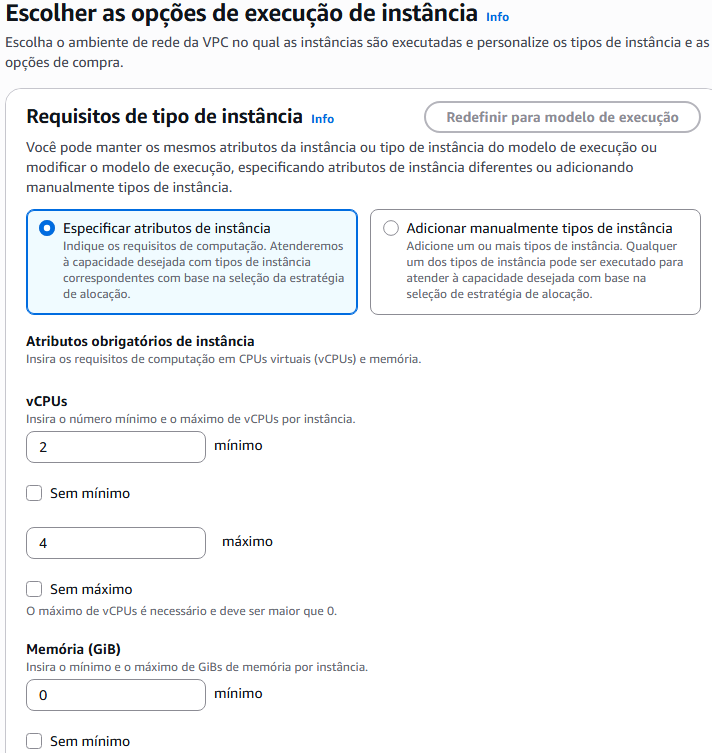 Escolher as opções de execução de instância Info
Escolha o ambiente de rede da VPC no qual as instâncias são executadas e personalize os tipos de instância e as
opções de compra.
Requisitos de tipo de instância Info
Redefinir para modelo de execução
Você pode manter os mesmos atributos da instância ou tipo de instância do modelo de execução ou
modificar o modelo de execução, especificando atributos de instância diferentes ou adicionando
manualmente tipos de instância.
Especificar atributos de instância
Indique os requisitos de computação. Atenderemos
à capacidade desejada com tipos de instância
correspondentes com base na seleção da estratégia
de alocação.
Adicionar manualmente tipos de instância
Adicione um ou mais tipos de instância. Qualquer
um dos tipos de instância pode ser executado para
atender à capacidade desejada com base na
seleção de estratégia de alocação.
Atributos obrigatórios de instância
Insira os requisitos de computação em CPUs virtuais (vCPUs) e memória.
vCPUs
Insira o número mínimo e o máximo de vCPUs por instância.
2 mínimo
Sem mínimo
4 máximo
Sem máximo
O máximo de vCPUs é necessário e deve ser maior que 0.
Memória (GiB)
Insira o mínimo e o máximo de GiBs de memória por instância.
0 mínimo
Sem mínimo